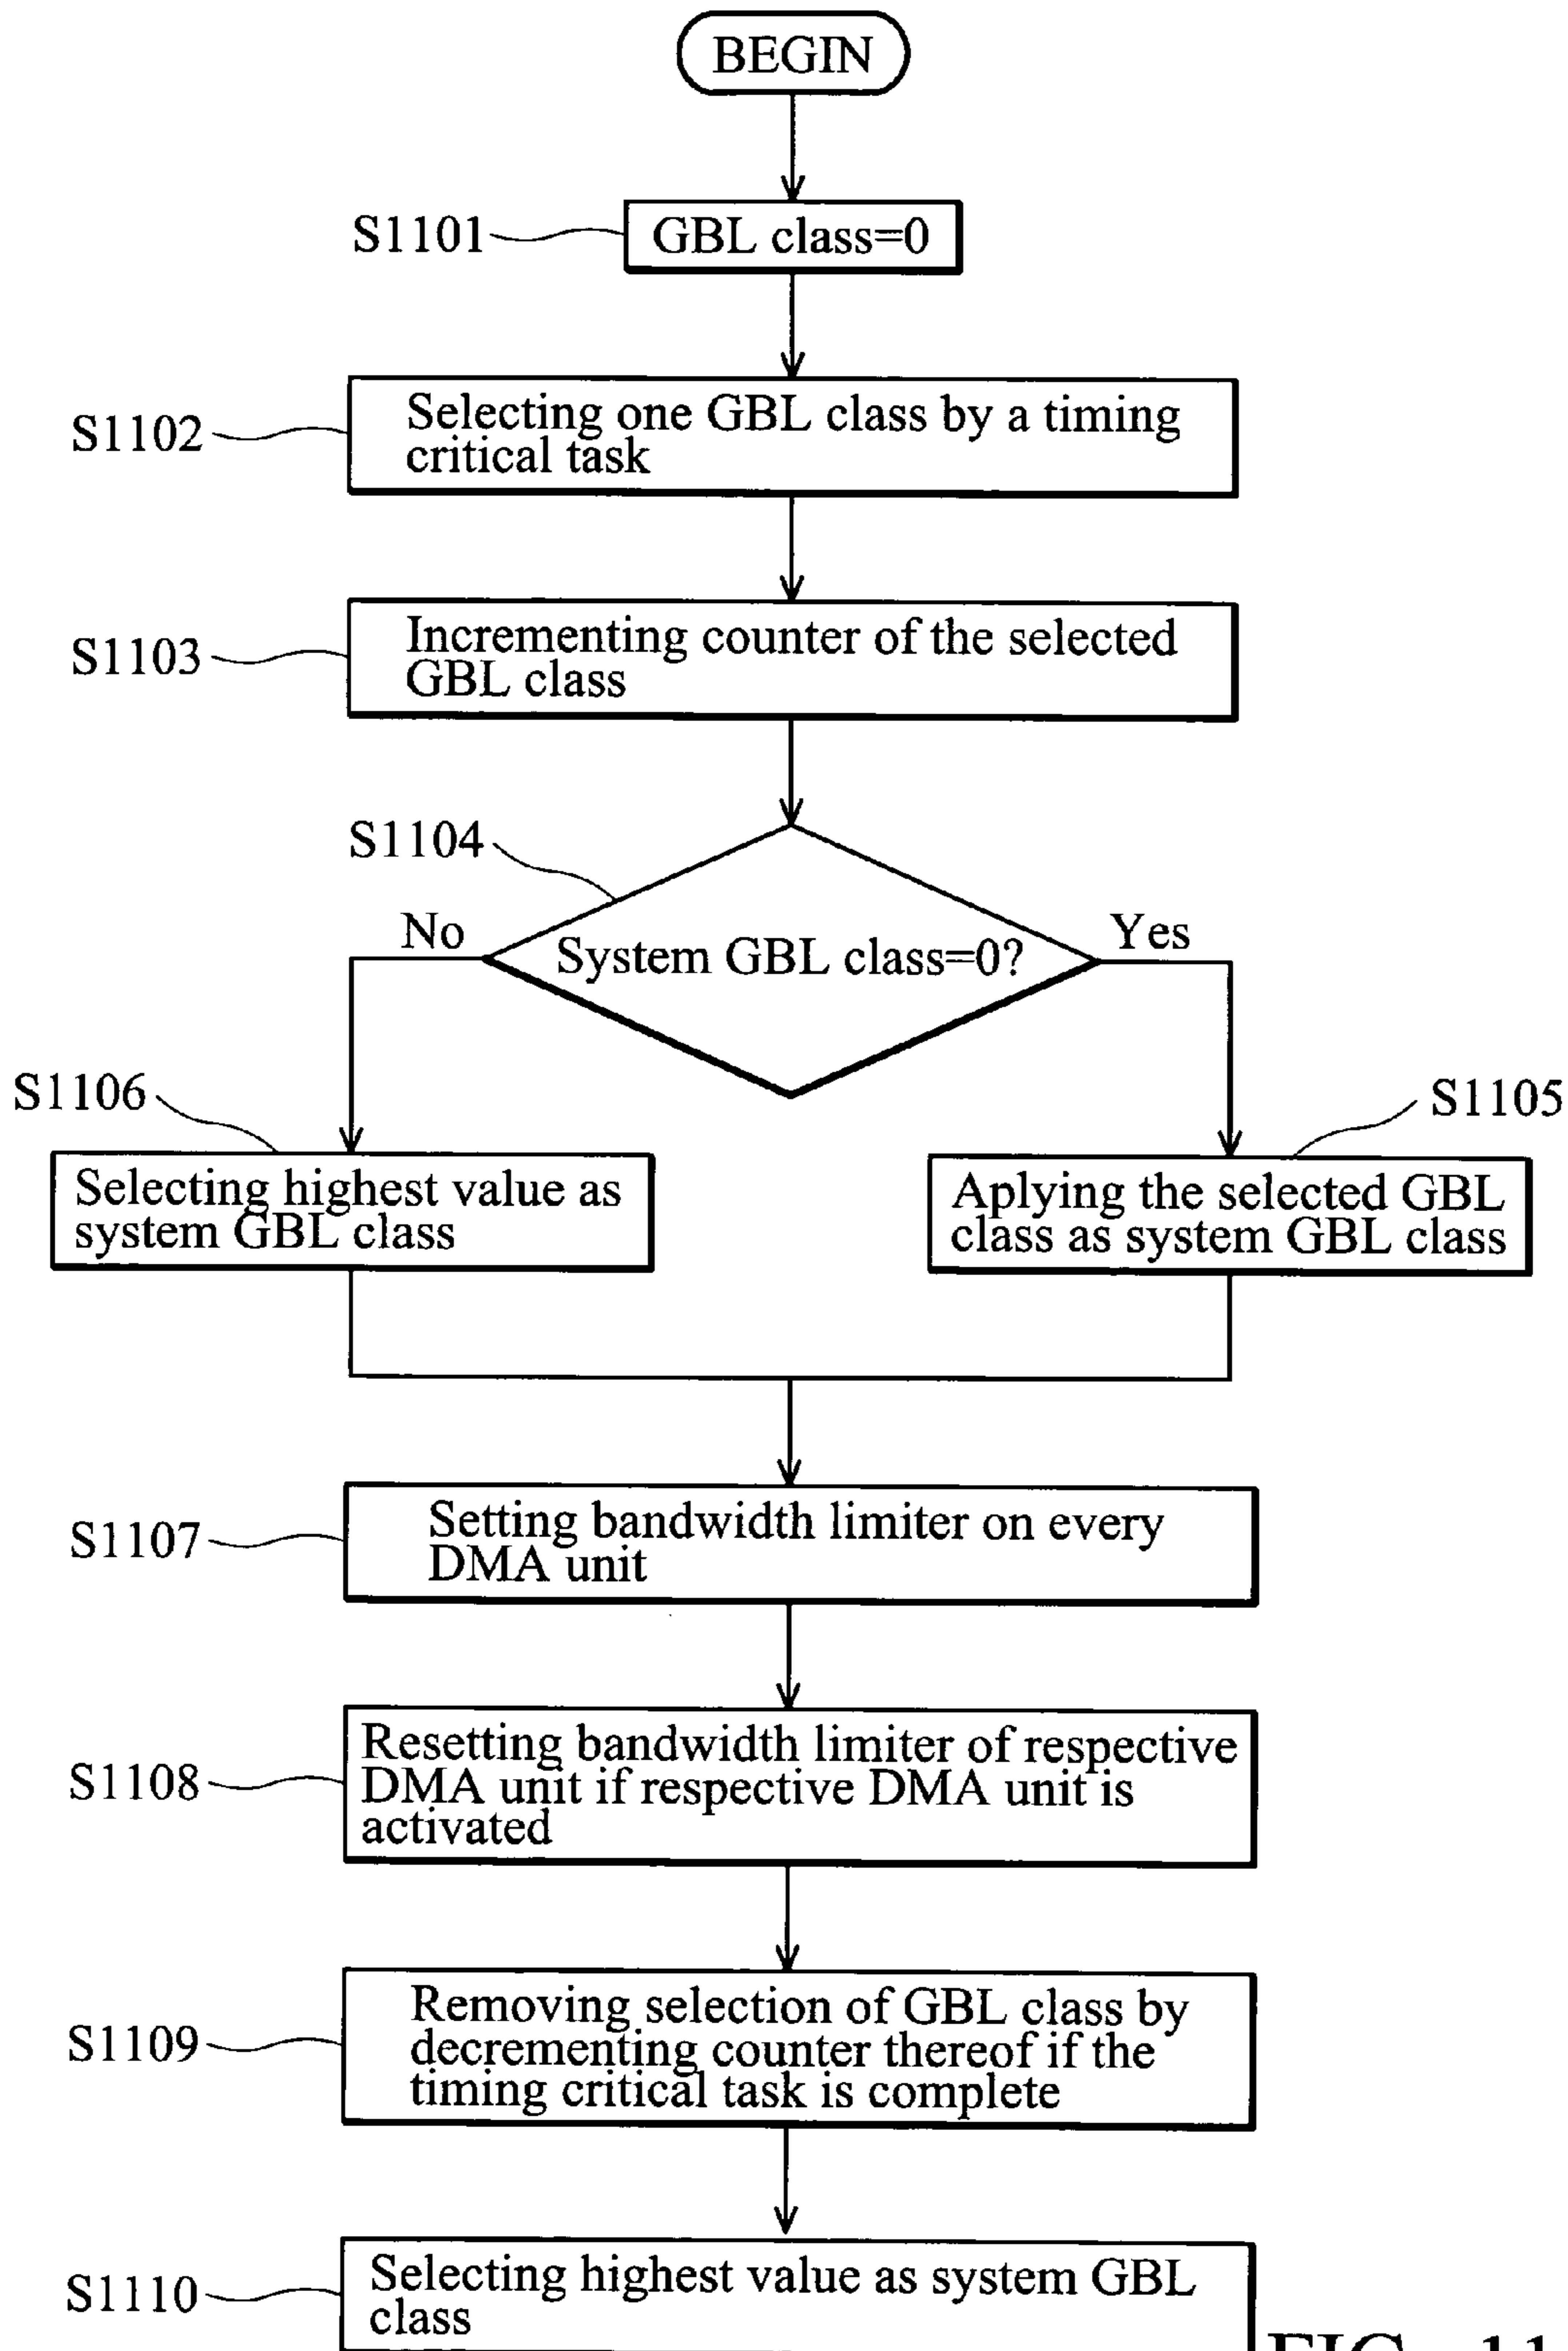 BEGIN
S1101
GBL class=0
S1102
Selecting one GBL class by a timing
critical task
S1103
Incrementing counter of the selected
GBL class
S1104
No
System GBL class=0?
Yes
S1106
S1105
Selecting highest value as
system GBL class
Aplying the selected GBL
class as system GBL class
S1107
Setting bandwidth limiter on every
DMA unit
S1108
Resetting bandwidth limiter of respective
DMA unit if respective DMA unit is
activated
S1109
Removing selection of GBL class by
decrementing counter thereof if the
timing critical task is complete
S1110
Selecting highest value as system GBL
class
FIG. 11